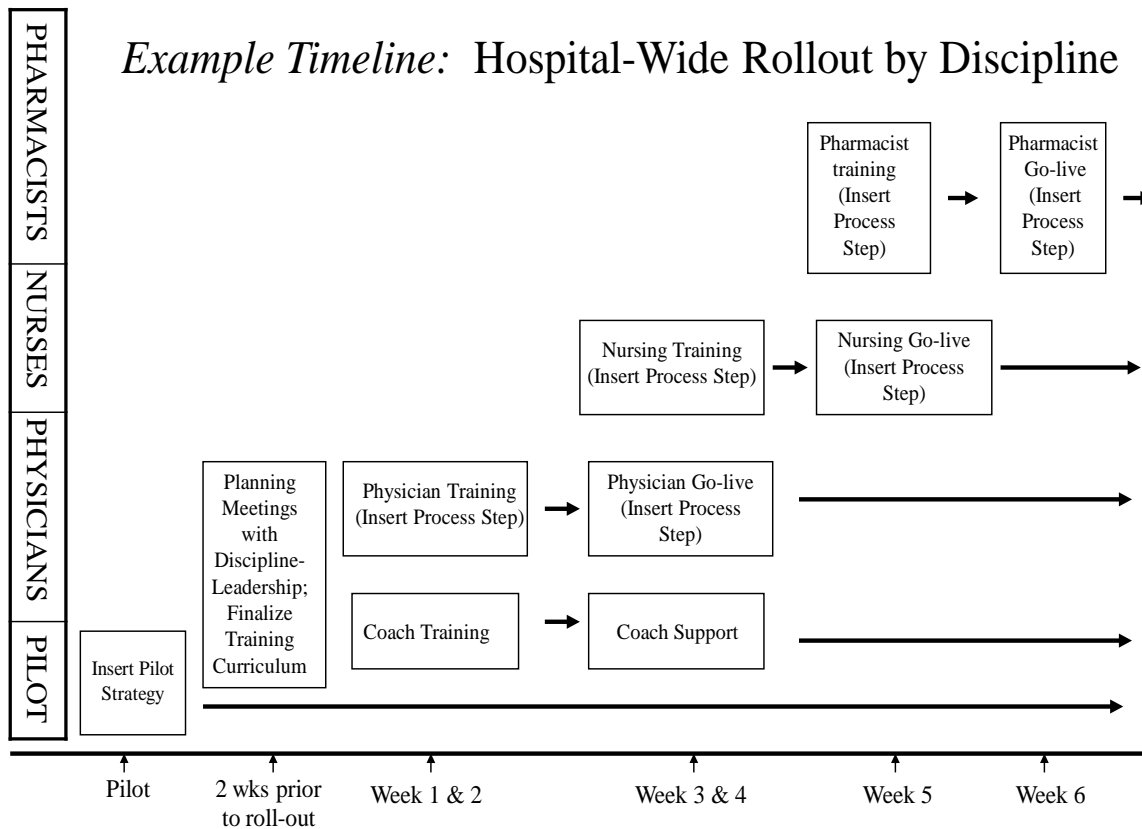 Example Timeline: Hospital-Wide Rollout by Discipline
PHARMACISTS
NURSES
PHYSICIANS
PILOT
Pharmacist
training
(Insert
Process
Step)
Pharmacist
Go-live
(Insert
Process
Step)
Nursing Training
(Insert Process Step)
Nursing Go-live
(Insert Process
Step)
Planning
Meetings
with
Discipline-
Leadership;
Finalize
Training
Curriculum
Physician Training
(Insert Process Step)
Physician Go-live
(Insert Process
Step)
Coach Training
Coach Support
Insert Pilot
Strategy
Pilot
2 wks prior
to roll-out
Week 1 & 2
Week 3 & 4
Week 5
Week 6